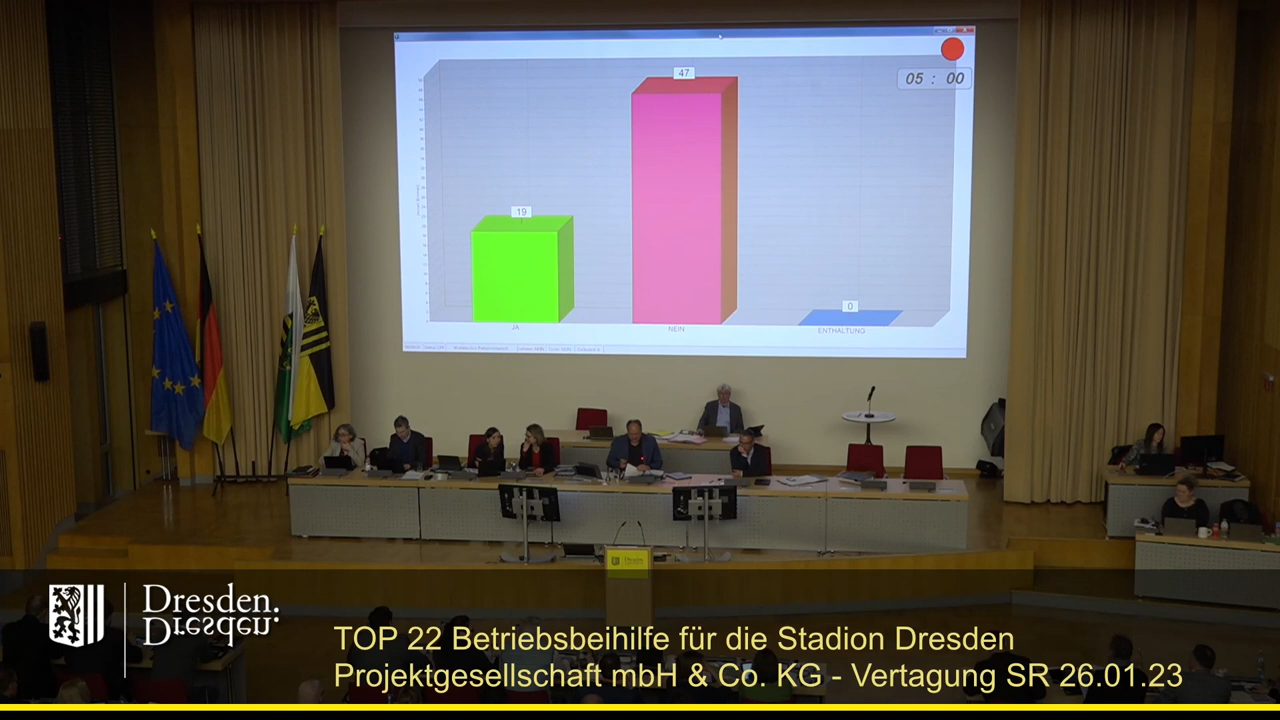 47
05 : 00
19
0
JA
NEIN
ENTHALTUNG
Dresden.
Dresden.
TOP 22 Betriebsbeihilfe für die Stadion Dresden
Projektgesellschaft mbH & Co. KG - Vertagung SR 26.01.23